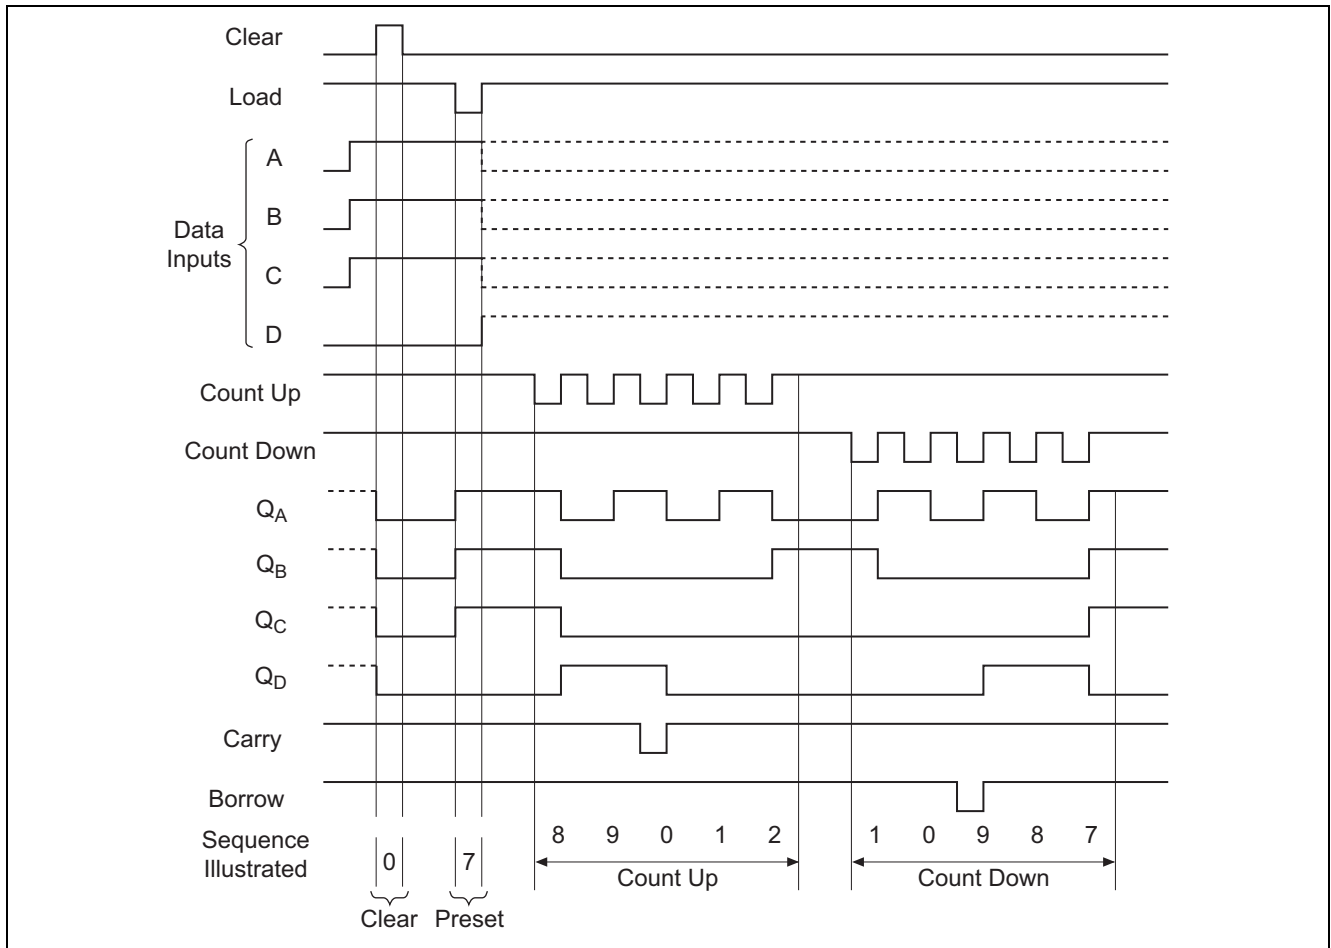 Clear
Load
A
B
Data
Inputs
C
D
Count Up
Count Down
QA
QB
QC
QD
Carry
Borrow
Sequence
Illustrated
0
7
8 9 0 1 2
1 0 9 8 7
Count Up
Count Down
Clear
Preset